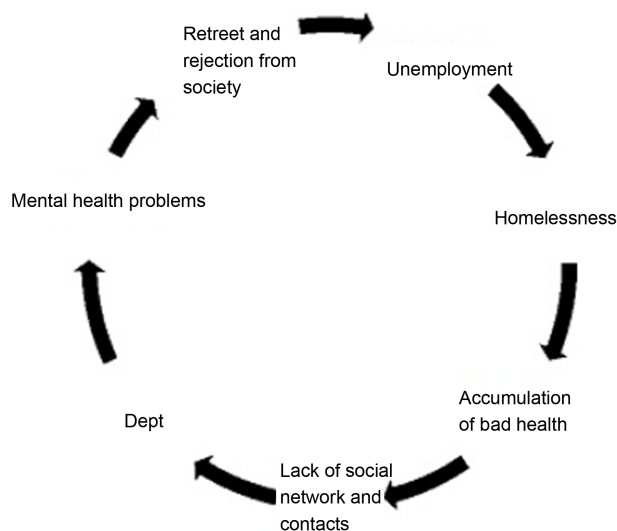 Retreet and
rejection from
society
Unemployment
Homelessness
Accumulation
of bad health
Lack of social
network and
contacts
Dept
Mental health problems